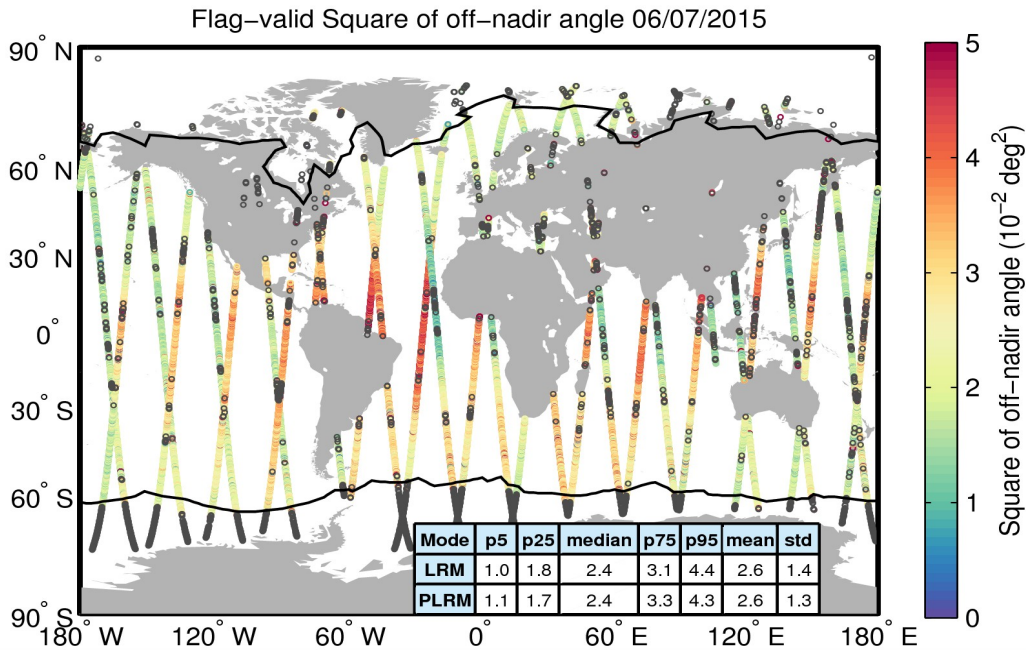 Flag−valid Square of off−nadir angle 06/07/2015
90° N
60° N
30° N
0°
30° S
60° S
90° S
180° W
120° W
60° W
0°
60° E
120° E
180° E
Mode p5 p25 median p75 p95 mean std
LRM 1.0 1.8 2.4 3.1 4.4 2.6 1.4
PLRM 1.1 1.7 2.4 3.3 4.3 2.6 1.3
5
4
3
2
1
0
Square of off−nadir angle (10⁻² deg²)